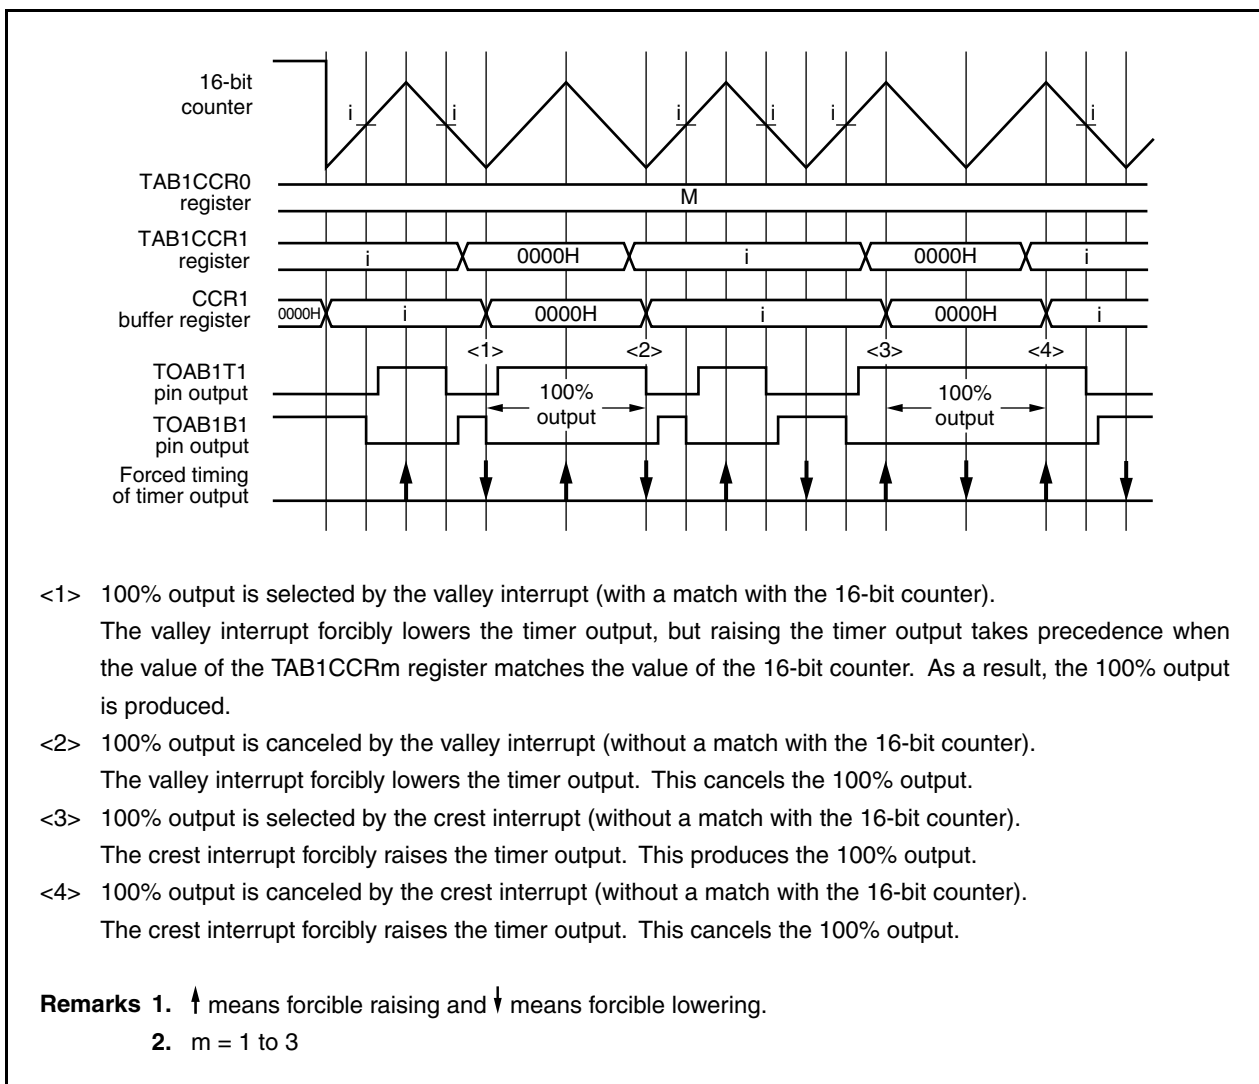 16-bit
counter
i i i i i i
TAB1CCR0
register
M
TAB1CCR1
register
i 0000H i 0000H i
CCR1
buffer register
0000H i 0000H i 0000H i
<1> <2> <3> <4>
TOAB1T1
pin output
100%
output
100%
output
TOAB1B1
pin output
Forced timing
of timer output
<1> 100% output is selected by the valley interrupt (with a match with the 16-bit counter).
The valley interrupt forcibly lowers the timer output, but raising the timer output takes precedence when
the value of the TAB1CCRm register matches the value of the 16-bit counter. As a result, the 100% output
is produced.
<2> 100% output is canceled by the valley interrupt (without a match with the 16-bit counter).
The valley interrupt forcibly lowers the timer output. This cancels the 100% output.
<3> 100% output is selected by the crest interrupt (without a match with the 16-bit counter).
The crest interrupt forcibly raises the timer output. This produces the 100% output.
<4> 100% output is canceled by the crest interrupt (without a match with the 16-bit counter).
The crest interrupt forcibly raises the timer output. This cancels the 100% output.
Remarks 1. ↑ means forcible raising and ↓ means forcible lowering.
2. m = 1 to 3